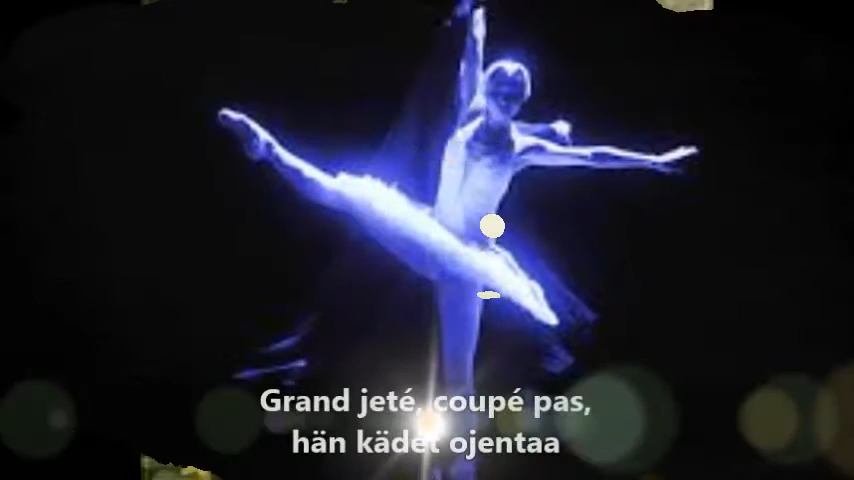 Grand jeté, coupé pas,
hän kädet ojentaa